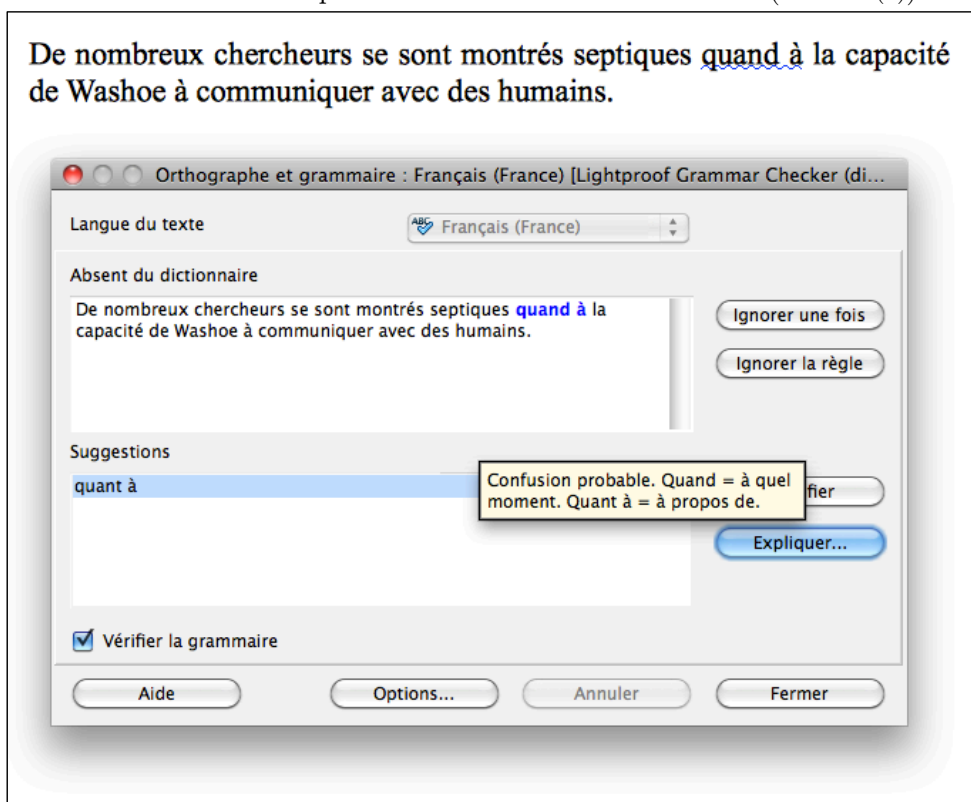 De nombreux chercheurs se sont montrés septiques quand à la capacité
de Washoe à communiquer avec des humains.
Orthographe et grammaire : Français (France) [Lightproof Grammar Checker (di...
Langue du texte
ABC Français (France)
Absent du dictionnaire
De nombreux chercheurs se sont montrés septiques quand à la
capacité de Washoe à communiquer avec des humains.
Ignorer une fois
Ignorer la règle
Suggestions
quant à
Confusion probable. Quand = à quel
moment. Quant à = à propos de.
fier
Expliquer...
Vérifier la grammaire
Aide
Options...
Annuler
Fermer